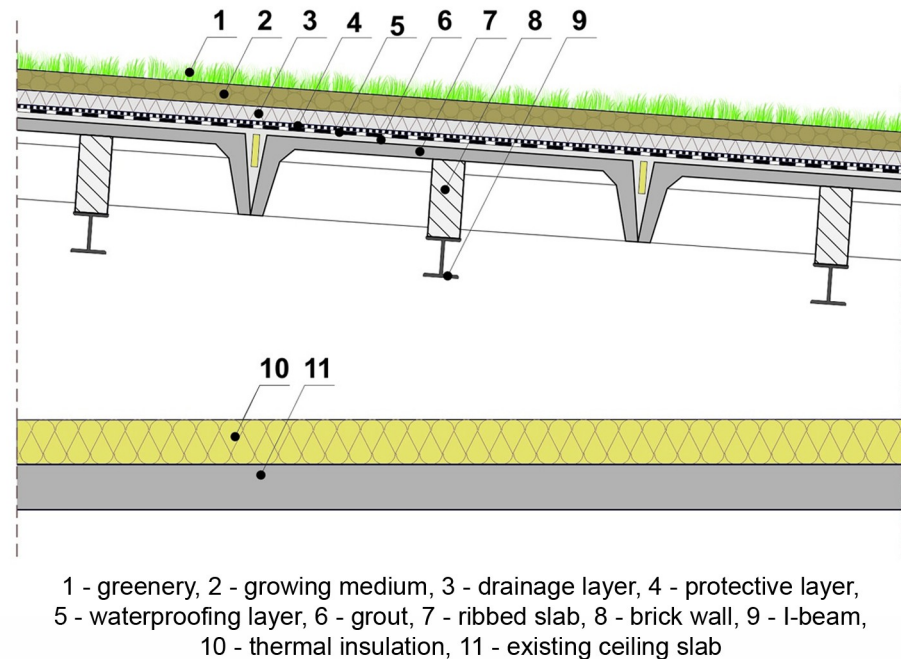 1 2 3 4 5 6 7 8 9
10 11
1 - greenery, 2 - growing medium, 3 - drainage layer, 4 - protective layer,
5 - waterproofing layer, 6 - grout, 7 - ribbed slab, 8 - brick wall, 9 - I-beam,
10 - thermal insulation, 11 - existing ceiling slab